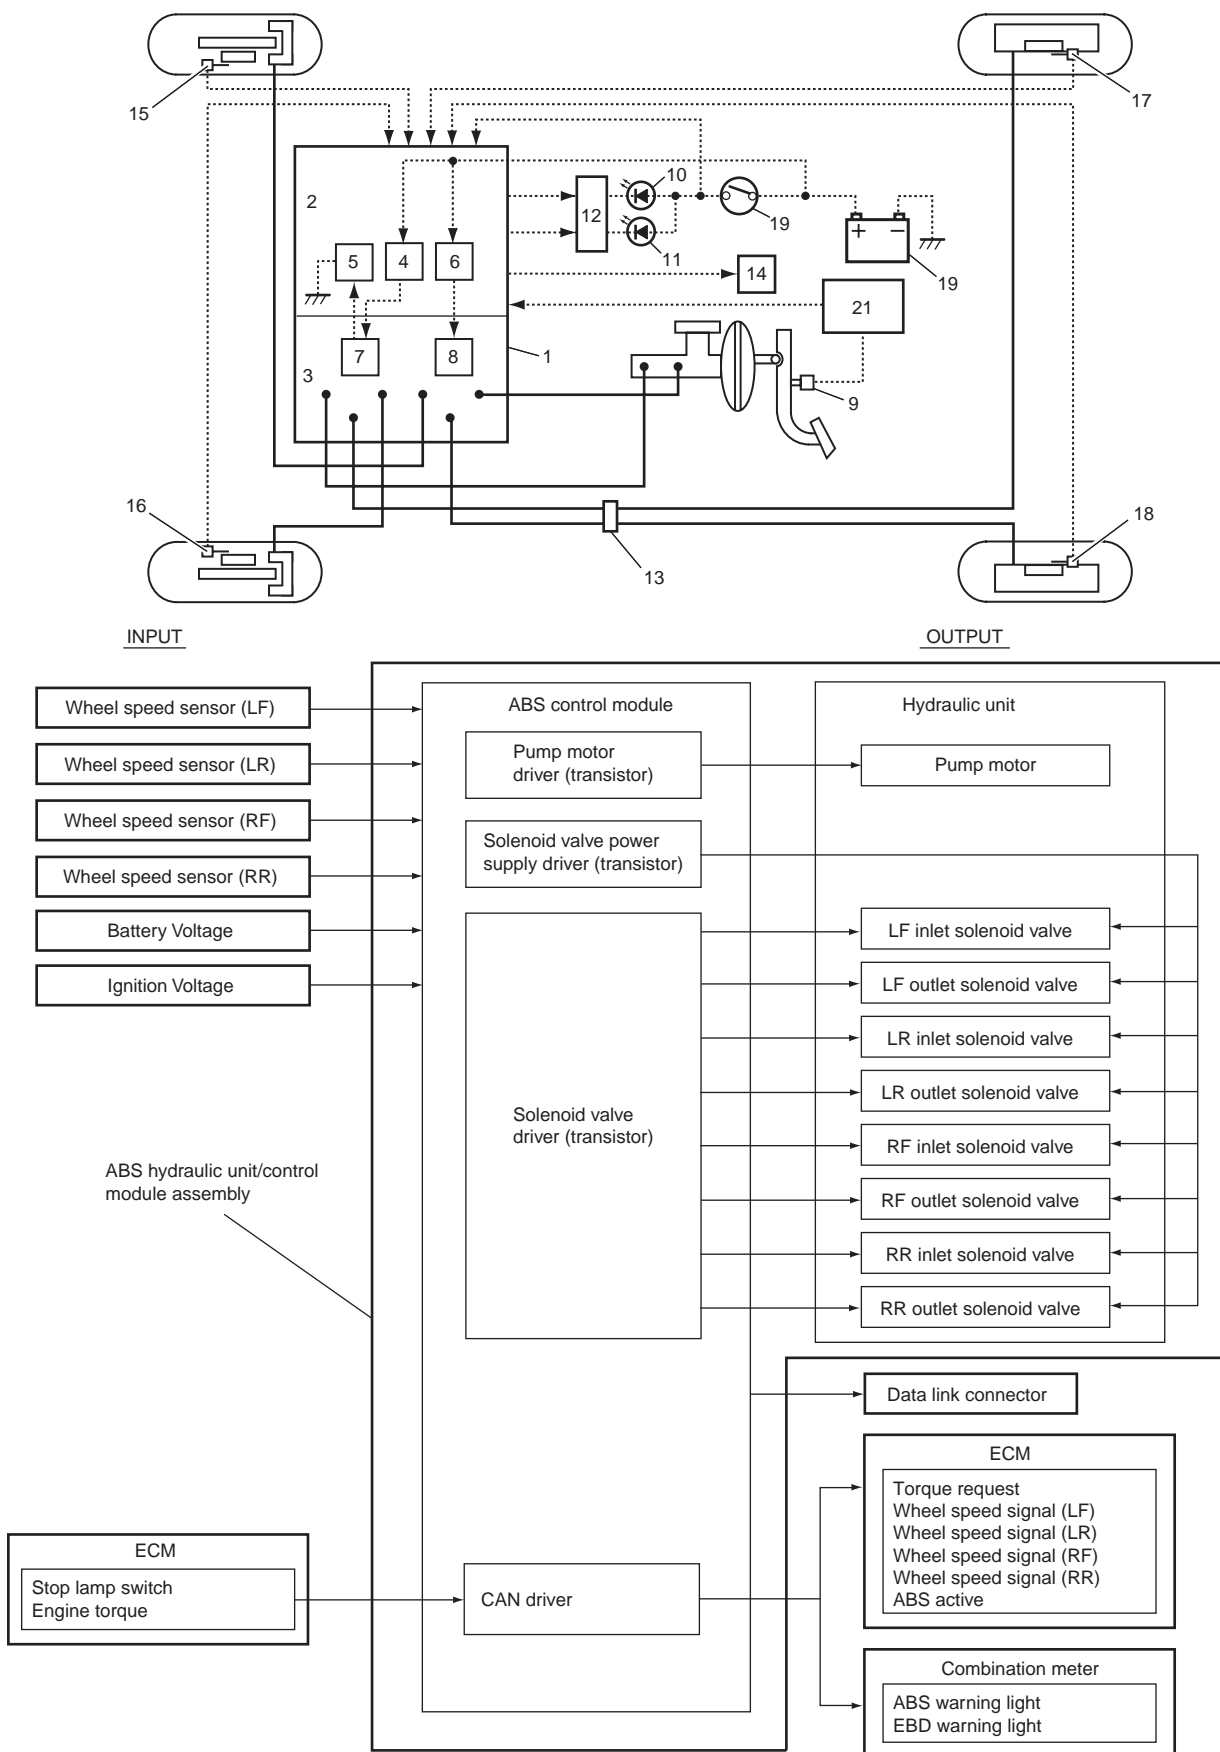 15
17
10
2
12
19
5
4
6
11
14
+ −
19
21
7
8
1
3
9
16
18
13
INPUT
OUTPUT
Wheel speed sensor (LF)
Wheel speed sensor (LR)
Wheel speed sensor (RF)
Wheel speed sensor (RR)
Battery Voltage
Ignition Voltage
ABS control module
Pump motor
driver (transistor)
Solenoid valve power
supply driver (transistor)
Solenoid valve
driver (transistor)
Hydraulic unit
Pump motor
LF inlet solenoid valve
LF outlet solenoid valve
LR inlet solenoid valve
LR outlet solenoid valve
RF inlet solenoid valve
RF outlet solenoid valve
RR inlet solenoid valve
RR outlet solenoid valve
ABS hydraulic unit/control
module assembly
Data link connector
ECM
Torque request
Wheel speed signal (LF)
Wheel speed signal (LR)
Wheel speed signal (RF)
Wheel speed signal (RR)
ABS active
ECM
Stop lamp switch
Engine torque
CAN driver
Combination meter
ABS warning light
EBD warning light